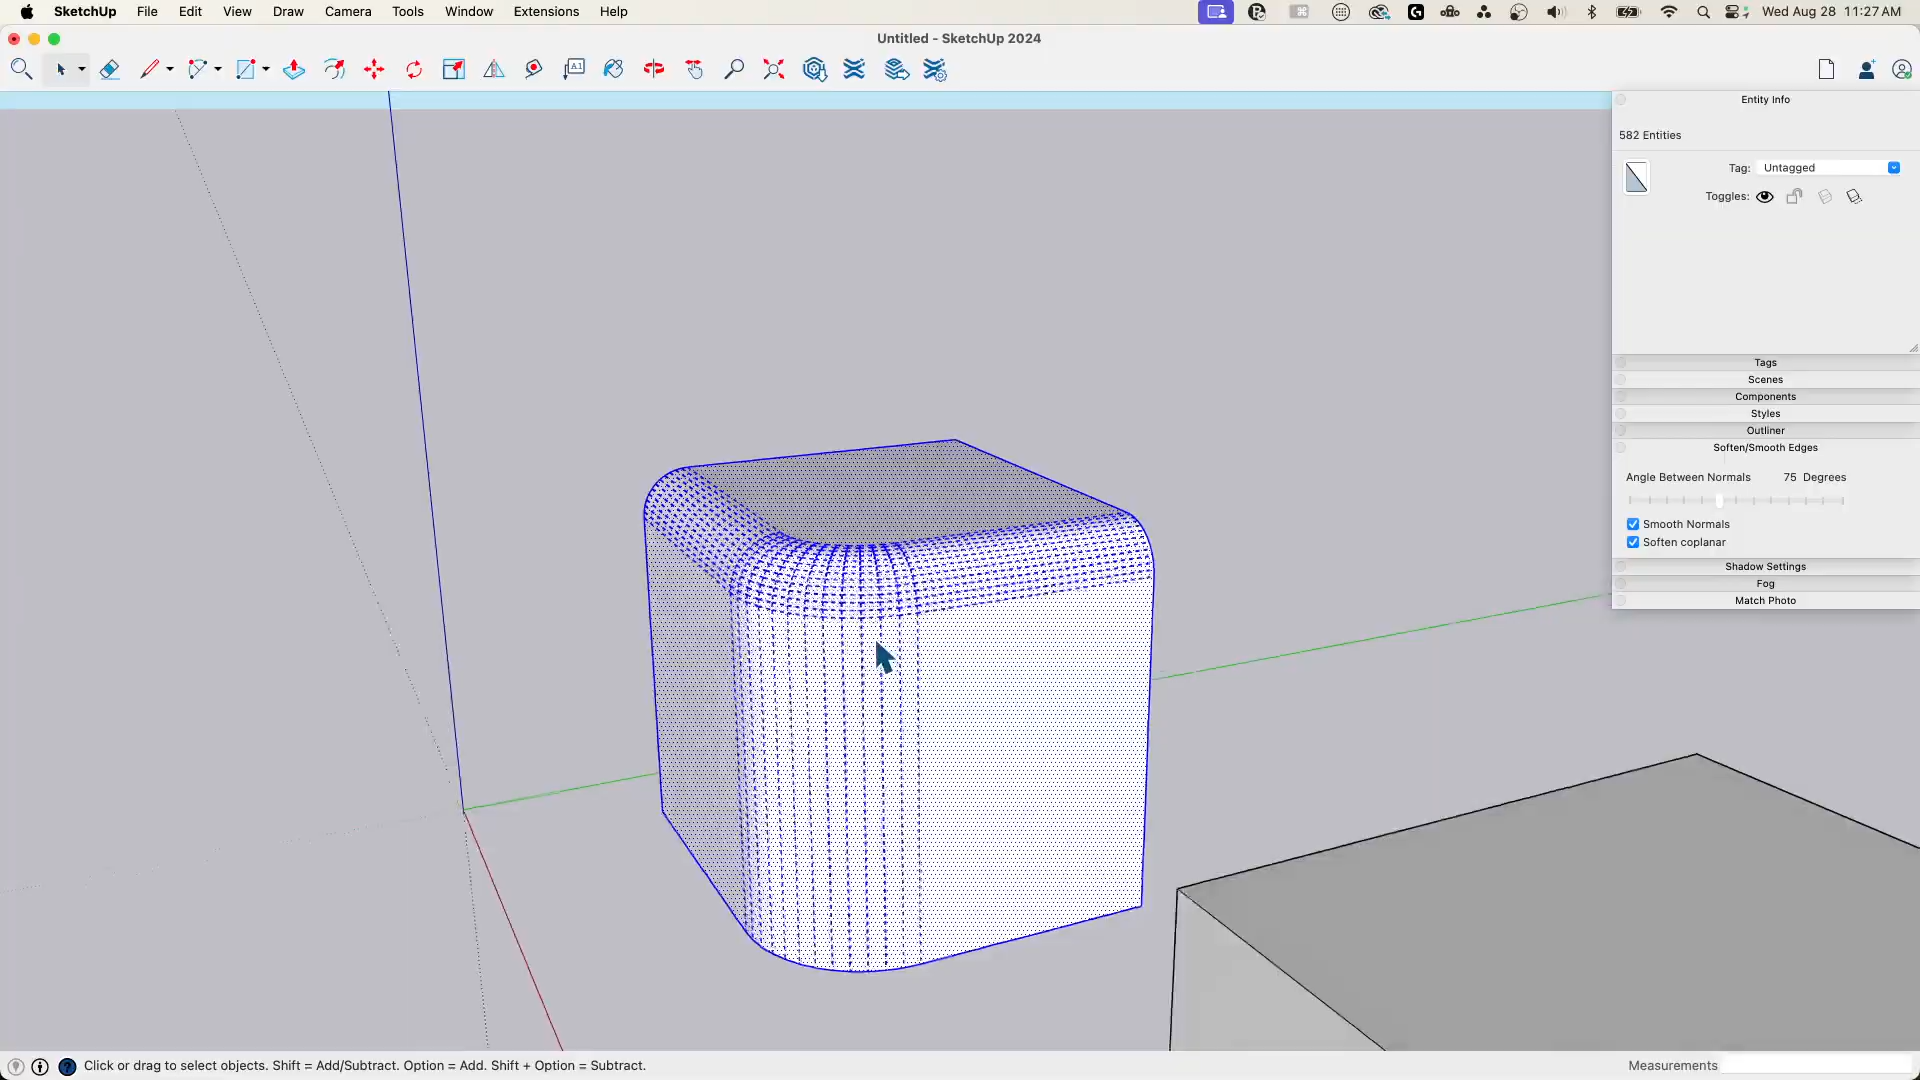 SketchUp File Edit View Draw Camera Tools Window Extensions Help Wed Aug 28 11:27 AM
Untitled - SketchUp 2024
A1
Entity Info
582 Entities
Tag: Untagged
Toggles:
Tags
Scenes
Components
Styles
Outliner
Soften/Smooth Edges
Angle Between Normals 75 Degrees
Smooth Normals
Soften coplanar
Shadow Settings
Fog
Match Photo
Click or drag to select objects. Shift = Add/Subtract. Option = Add. Shift + Option = Subtract. Measurements